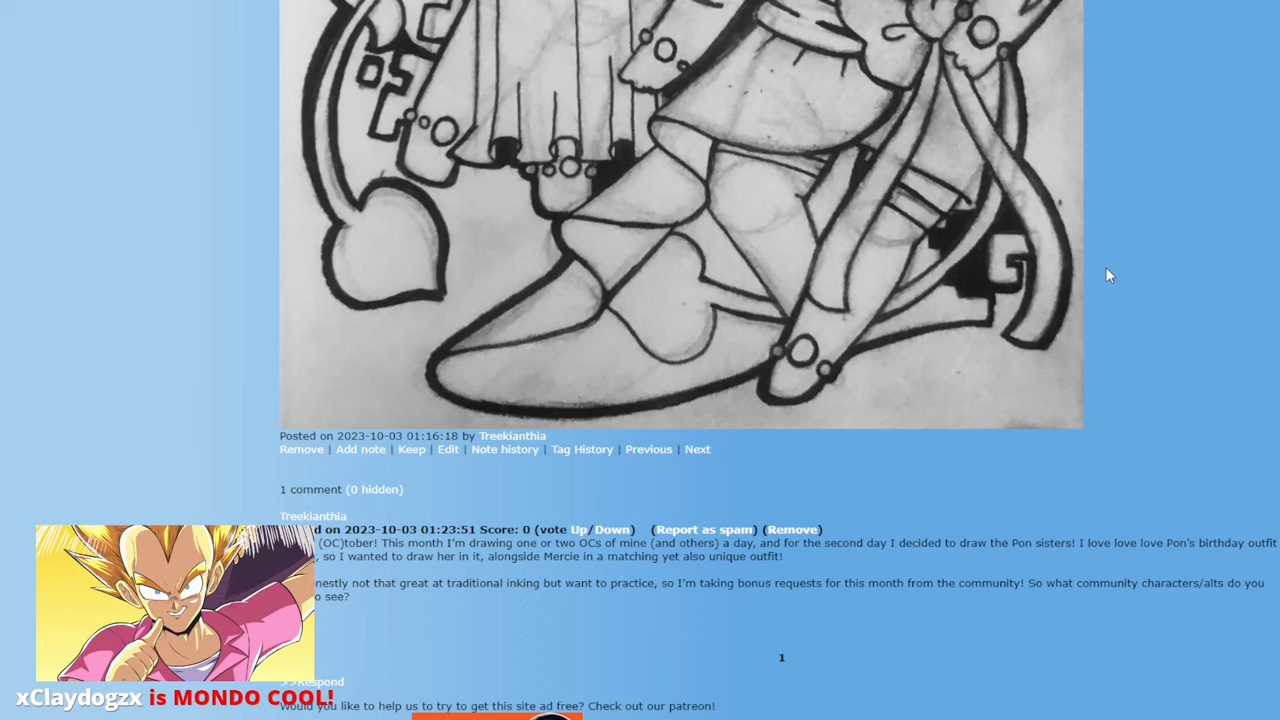 Posted on 2023-10-03 01:16:18 by Treekianthia
Remove | Add note | Keep | Edit | Note history | Tag History | Previous | Next
1 comment (0 hidden)
Treekianthia
d on 2023-10-03 01:23:51 Score: 0 (vote Up/Down) (Report as spam) (Remove)
(OC)tober! This month I'm drawing one or two OCs of mine (and others) a day, and for the second day I decided to draw the Pon sisters! I love love love Pon's birthday outfit
, so I wanted to draw her in it, alongside Mercie in a matching yet also unique outfit!
nestly not that great at traditional inking but want to practice, so I'm taking bonus requests for this month from the community! So what community characters/alts do you
o see?
1
>>Respond
xClaydogzx is MONDO COOL!
Would you like to help us to try to get this site ad free? Check out our patreon!